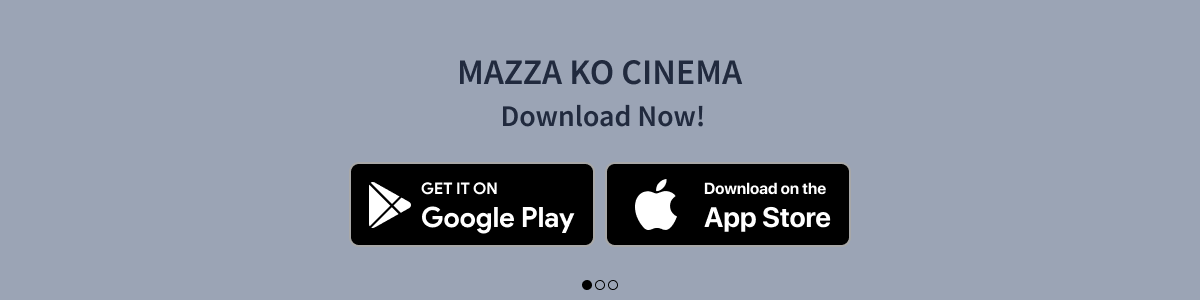 MAZZA KO CINEMA
Download Now!
GET IT ON
Google Play
Download on the
App Store